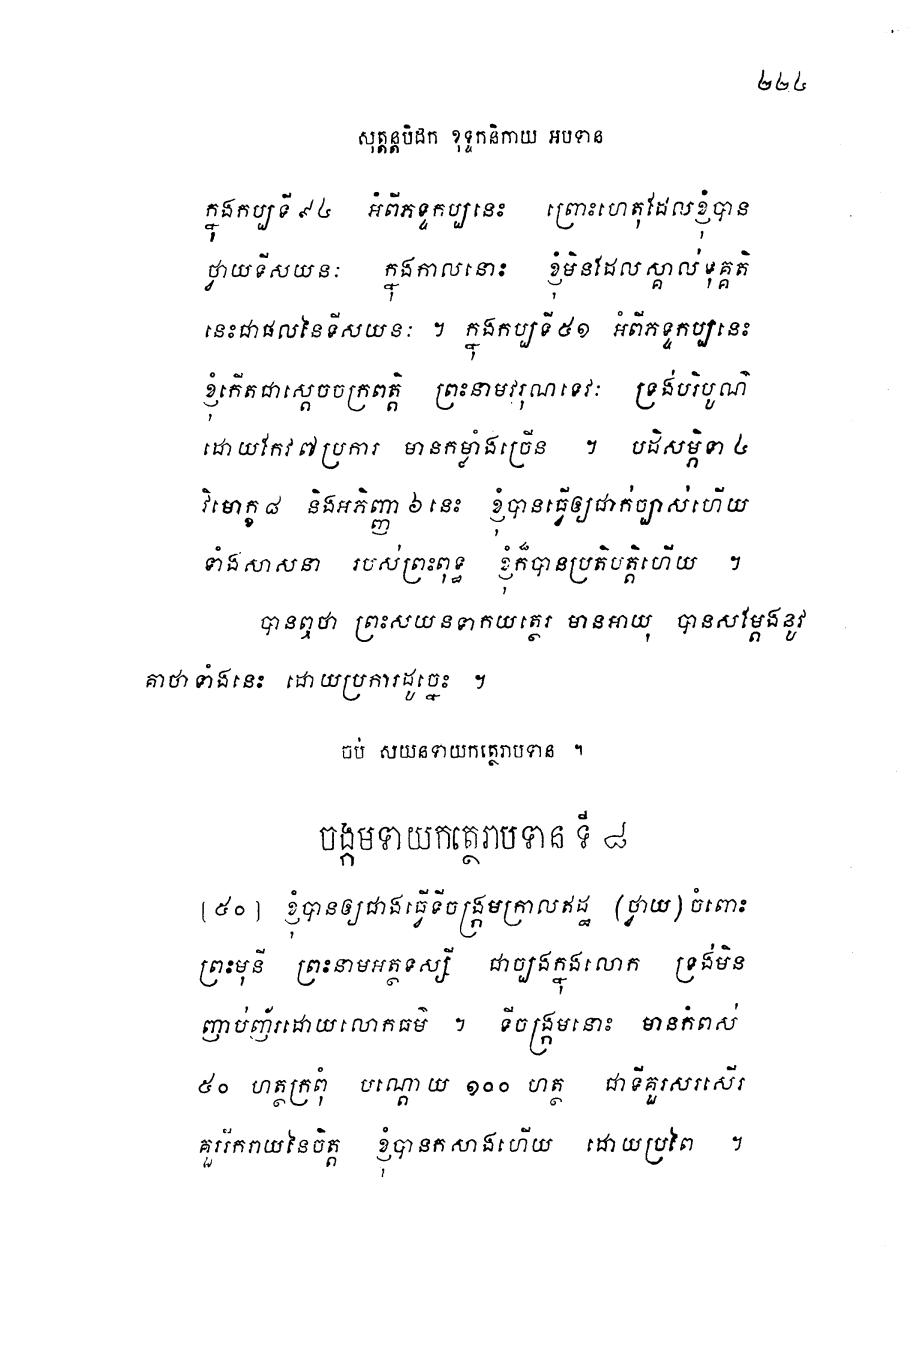 ២២៤
សុត្តន្តបិដក ខុទ្ទកនិកាយ អបទាន
ក្នុងកប្បទី ៩៤ អំពីភទ្ទកប្បនេះ ព្រោះហេតុដែលខ្ញុំបាន
ថ្វាយទីសយនៈ ក្នុងកាលនោះ ខ្ញុំមិនដែលស្គាល់ទុគ្គតិ
នេះជាផលនៃទីសយនៈ ។ ក្នុងកប្បទី ៥១ អំពីភទ្ទកប្បនេះ
ខ្ញុំកើតជាស្តេចចក្រពត្តិ ព្រះនាមវរុណទេវៈ ទ្រង់បរិបូណ៌
ដោយកែវ ៧ ប្រការ មានកម្លាំងច្រើន ។ បដិសម្ភិទា ៤
វិមោក្ខ ៨ និងអភិញ្ញា ៦ នេះ ខ្ញុំបានធ្វើឲ្យជាក់ច្បាស់ហើយ
ទាំងសាសនា របស់ព្រះពុទ្ធ ខ្ញុំក៏បានប្រតិបត្តិហើយ ។
បានឮថា ព្រះសយនទាកយត្ថេរ មានអាយុ បានសម្តែងនូវ
គាថាទាំងនេះ ដោយប្រការដូច្នេះ ។
ចប់ សយនទាយកត្ថេរាបទាន ។
ចង្កមទាយកត្ថេរាបទាន ទី ៨
[៥០] ខ្ញុំបានឲ្យជាងធ្វើទីចង្ក្រមក្រាលឥដ្ឋ (ថ្វាយ) ចំពោះ
ព្រះមុនី ព្រះនាមអត្ថទស្សី ជាច្បងក្នុងលោក ទ្រង់មិន
ញាប់ញ័រដោយលោកធម៌ ។ ទីចង្ក្រមនោះ មានកំពស់
៥០ ហត្ថក្រពុំ បណ្តោយ ១០០ ហត្ថ ជាទីគួរសរសើរ
គួររីករាយនៃចិត្ត ខ្ញុំបានកសាងហើយ ដោយប្រពៃ ។